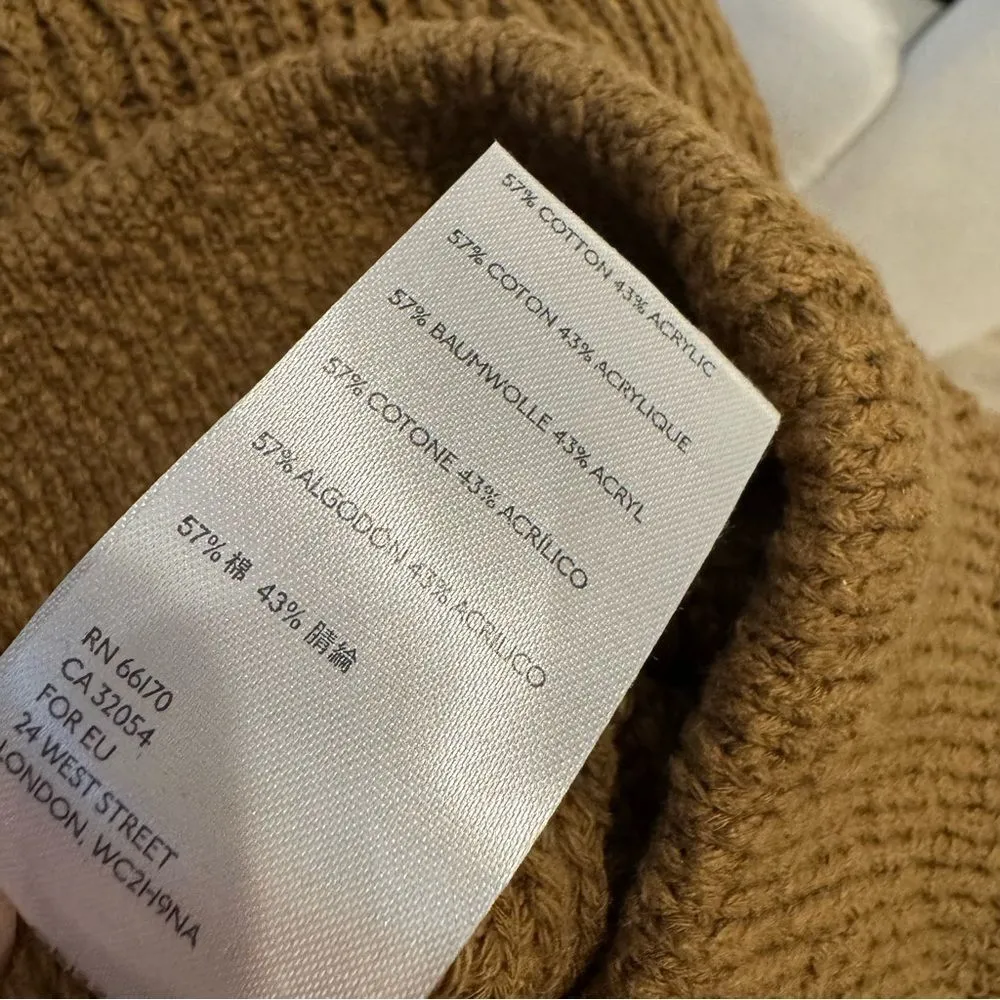 57% COTTON 43% ACRYLIC
57% COTON 43% ACRYLIQUE
57% BAUMWOLLE 43% ACRYL
57% COTONE 43% ACRÍLICO
57% ALGODÓN 43% ACRILICO
57% 棉 43% 腈綸
RN 66170
CA 32054
FOR EU
24 WEST STREET
LONDON, WC2H9NA